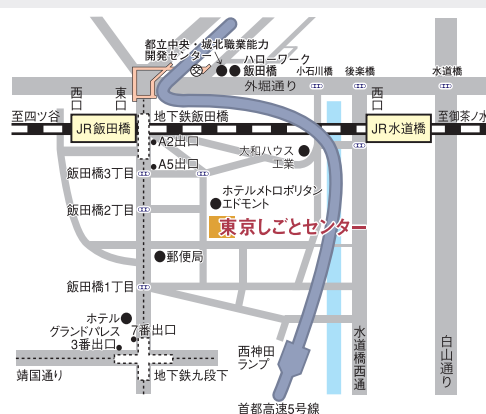 都立中央・城北職業能力
開発センター
ハローワーク
飯田橋
小石川橋
後楽橋
水道橋
外堀通り
西口
東口
西口
至四ツ谷
JR飯田橋
地下鉄飯田橋
JR水道橋
至御茶ノ水
A2出口
大和ハウス
工業
A5出口
飯田橋3丁目
ホテルメトロポリタン
エドモント
飯田橋2丁目
東京しごとセンター
郵便局
飯田橋1丁目
ホテル
グランドパレス
7番出口
3番出口
西神田
ランプ
水道橋西通
白山通り
靖国通り
地下鉄九段下
首都高速5号線